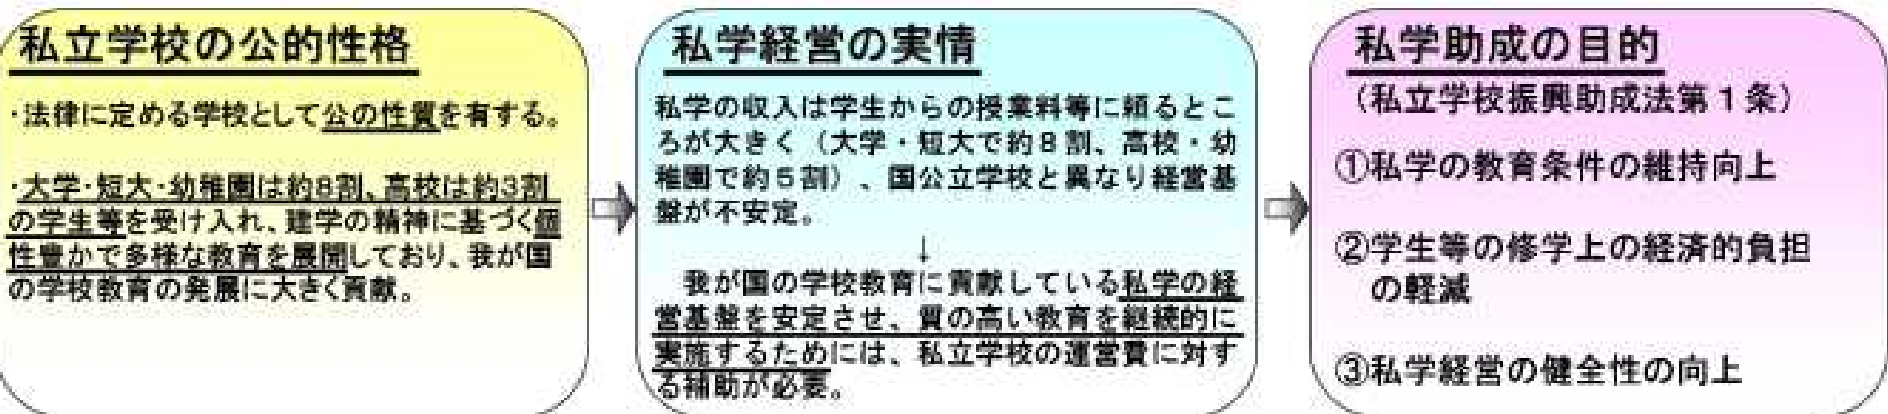 私立学校の公的性格
・法律に定める学校として公の性質を有する。
・大学・短大・幼稚園は約8割、高校は約3割
の学生等を受け入れ、建学の精神に基づく個
性豊かで多様な教育を展開しており、我が国
の学校教育の発展に大きく貢献。
私学経営の実情
私学の収入は学生からの授業料等に頼るとこ
ろが大きく（大学・短大で約８割、高校・幼
稚園で約５割）、国公立学校と異なり経営基
盤が不安定。
↓
我が国の学校教育に貢献している私学の経
営基盤を安定させ、質の高い教育を継続的に
実施するためには、私立学校の運営費に対す
る補助が必要。
私学助成の目的
（私立学校振興助成法第１条）
①私学の教育条件の維持向上
②学生等の修学上の経済的負担
の軽減
③私学経営の健全性の向上